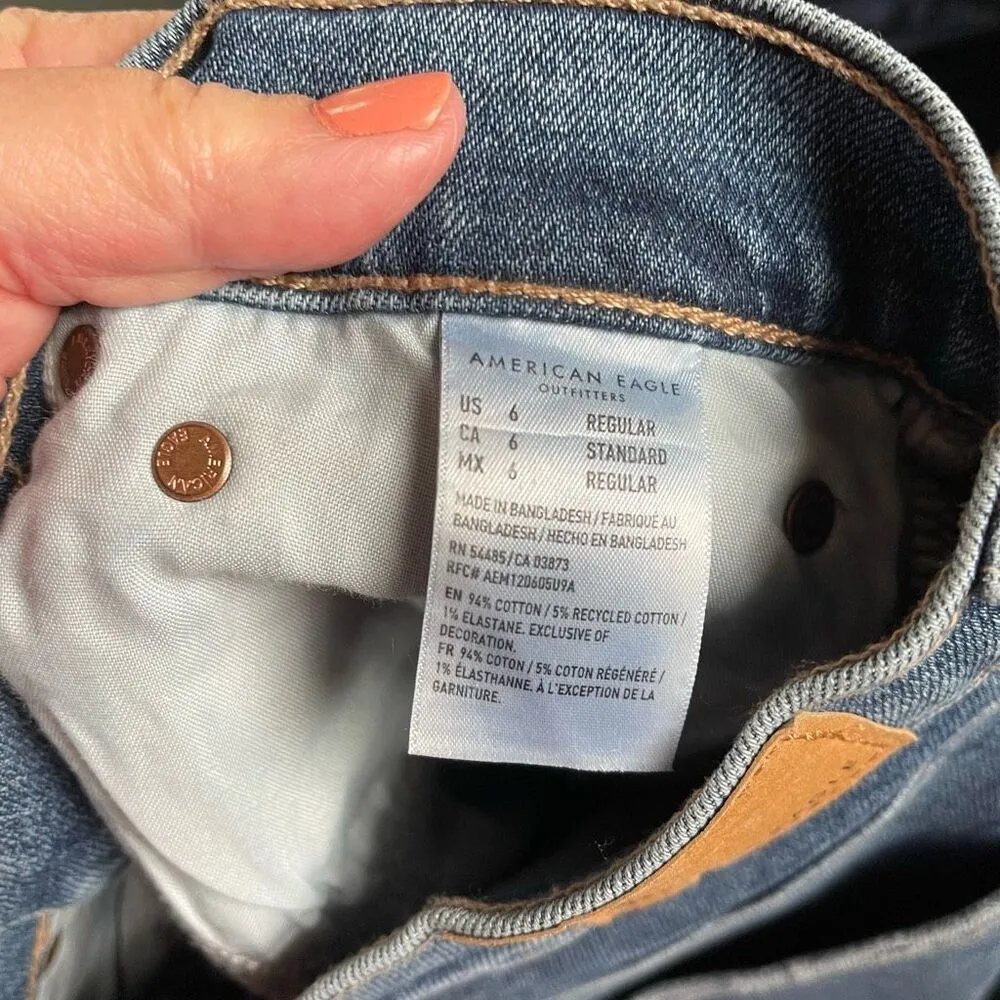 AMERICAN EAGLE
OUTFITTERS
US 6 REGULAR
CA 6 STANDARD
MX 6 REGULAR
MADE IN BANGLADESH / FABRIQUÉ AU
BANGLADESH / HECHO EN BANGLADESH
RN 54485 / CA 03873
RFC# AEM120605U9A
EN 94% COTTON / 5% RECYCLED COTTON /
1% ELASTANE. EXCLUSIVE OF
DECORATION.
FR 94% COTON / 5% COTON RÉGÉNÉRÉ /
1% ÉLASTHANNE. À L'EXCEPTION DE LA
GARNITURE.
AMERICAN EAGLE